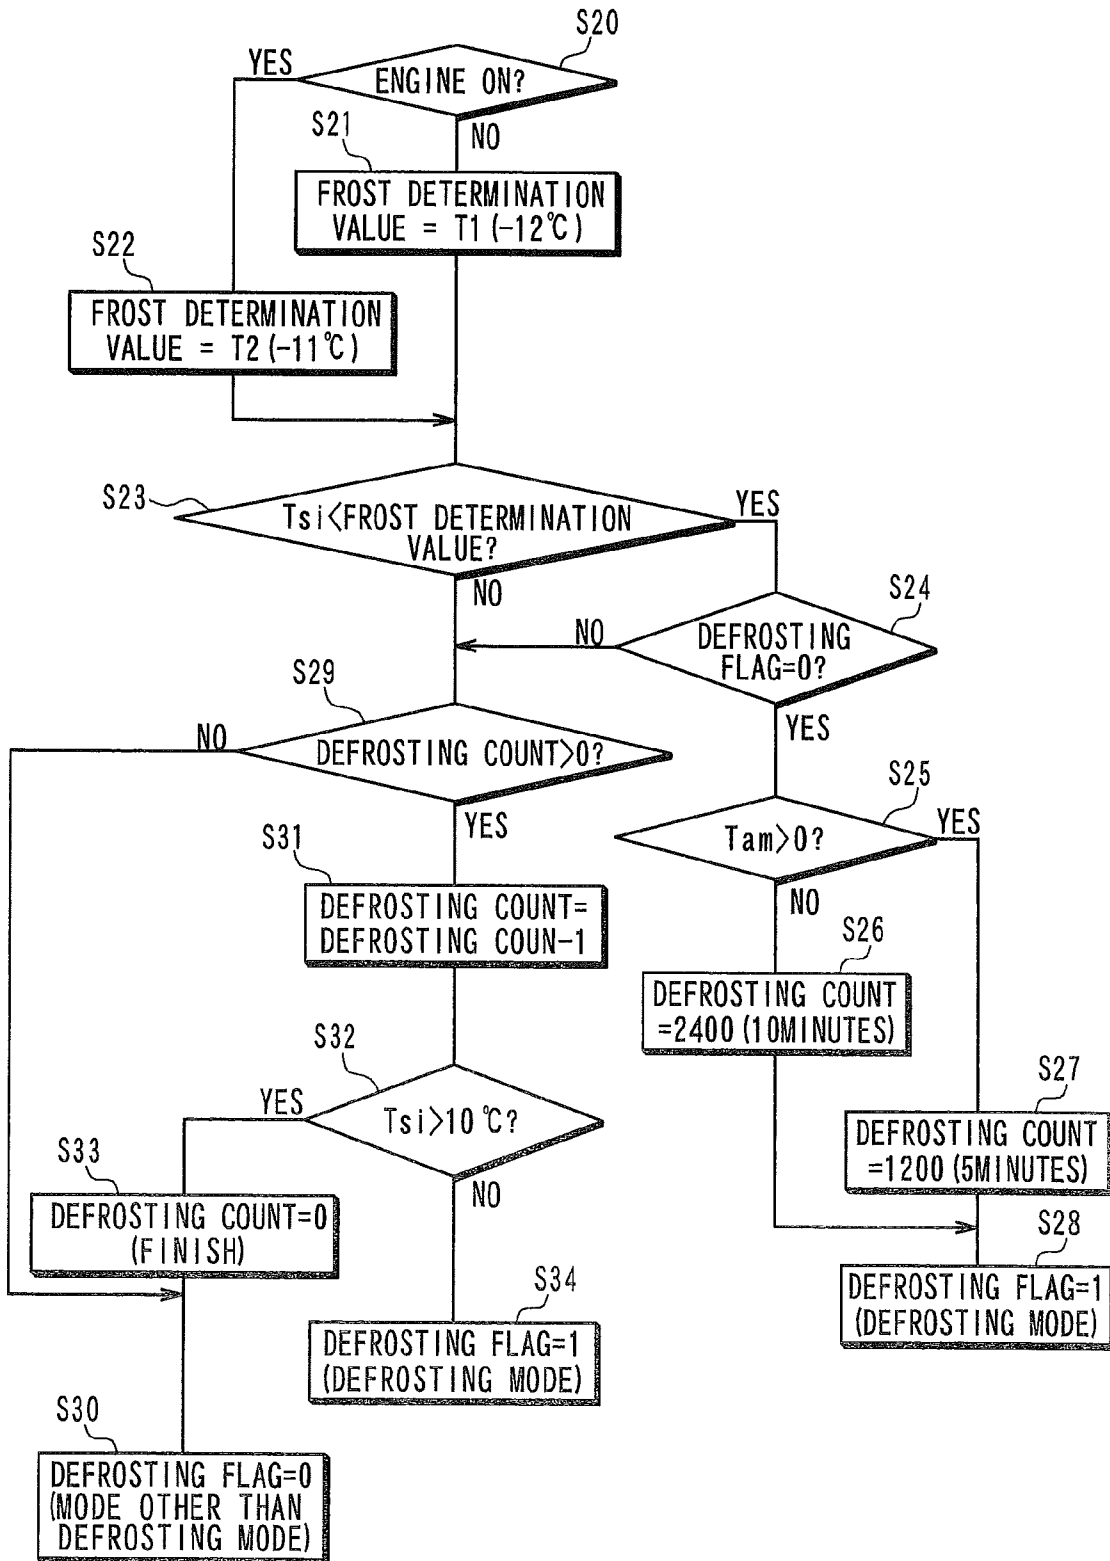 S20
YES
ENGINE ON?
S21
NO
FROST DETERMINATION
VALUE = T1 (-12℃)
S22
FROST DETERMINATION
VALUE = T2 (-11℃)
S23
Tsi<FROST DETERMINATION
VALUE?
YES
NO
S24
NO
DEFROSTING
FLAG=0?
S29
YES
NO
DEFROSTING COUNT>0?
S25
YES
Tam>0?
YES
S31
NO
DEFROSTING COUNT=
DEFROSTING COUN-1
S26
DEFROSTING COUNT
=2400 (10MINUTES)
S32
S27
YES
Tsi>10℃?
DEFROSTING COUNT
=1200 (5MINUTES)
S33
NO
DEFROSTING COUNT=0
(FINISH)
S28
S34
DEFROSTING FLAG=1
(DEFROSTING MODE)
DEFROSTING FLAG=1
(DEFROSTING MODE)
S30
DEFROSTING FLAG=0
(MODE OTHER THAN
DEFROSTING MODE)